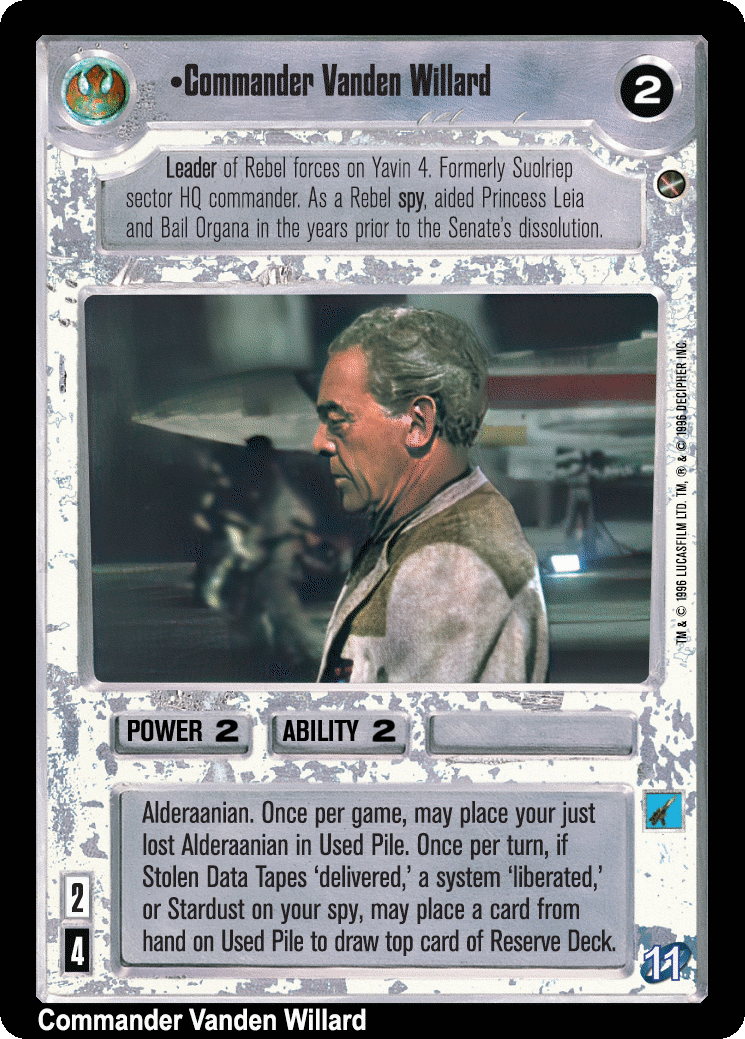 •Commander Vanden Willard
2
Leader of Rebel forces on Yavin 4. Formerly Suolriep
sector HQ commander. As a Rebel spy, aided Princess Leia
and Bail Organa in the years prior to the Senate's dissolution.
TM & © 1996 LUCASFILM LTD. TM, ® & © 1996 DECIPHER INC.
POWER 2
ABILITY 2
Alderaanian. Once per game, may place your just
lost Alderaanian in Used Pile. Once per turn, if
Stolen Data Tapes ‘delivered,’ a system ‘liberated,’
or Stardust on your spy, may place a card from
hand on Used Pile to draw top card of Reserve Deck.
2
4
11
Commander Vanden Willard